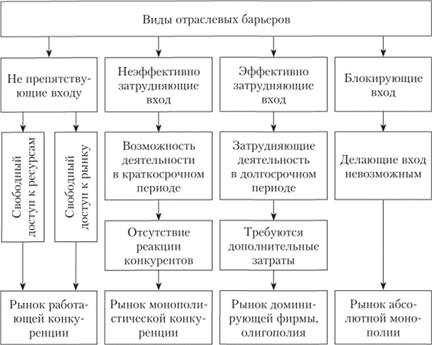 Виды отраслевых барьеров
Не препятству-
ющие входу
Неэффективно
затрудняющие
вход
Эффективно
затрудняющие
вход
Блокирующие
вход
Свободный
доступ к ресурсам
Свободный
доступ к рынку
Возможность
деятельности
в краткосрочном
периоде
Затрудняющие
деятельность
в долгосрочном
периоде
Делающие вход
невозможным
Отсутствие
реакции
конкурентов
Требуются
дополнительные
затраты
Рынок работа-
ющей конку-
ренции
Рынок монополи-
стической конку-
ренции
Рынок домини-
рующей фирмы,
олигополия
Рынок абсо-
лютной моно-
полии